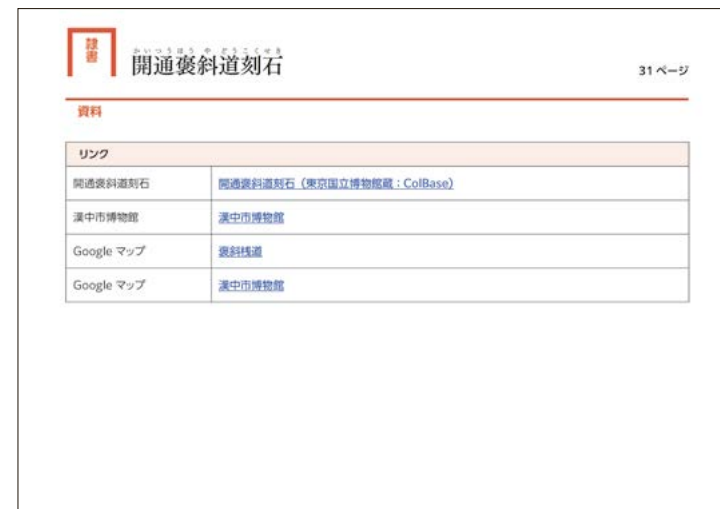 隷書
かいつうほうやどうこくせき
開通褒斜道刻石
31 ページ
資料
リンク
開通褒斜道刻石 開通褒斜道刻石（東京国立博物館蔵：ColBase）
漢中市博物館 漢中市博物館
Google マップ 褒斜桟道
Google マップ 漢中市博物館